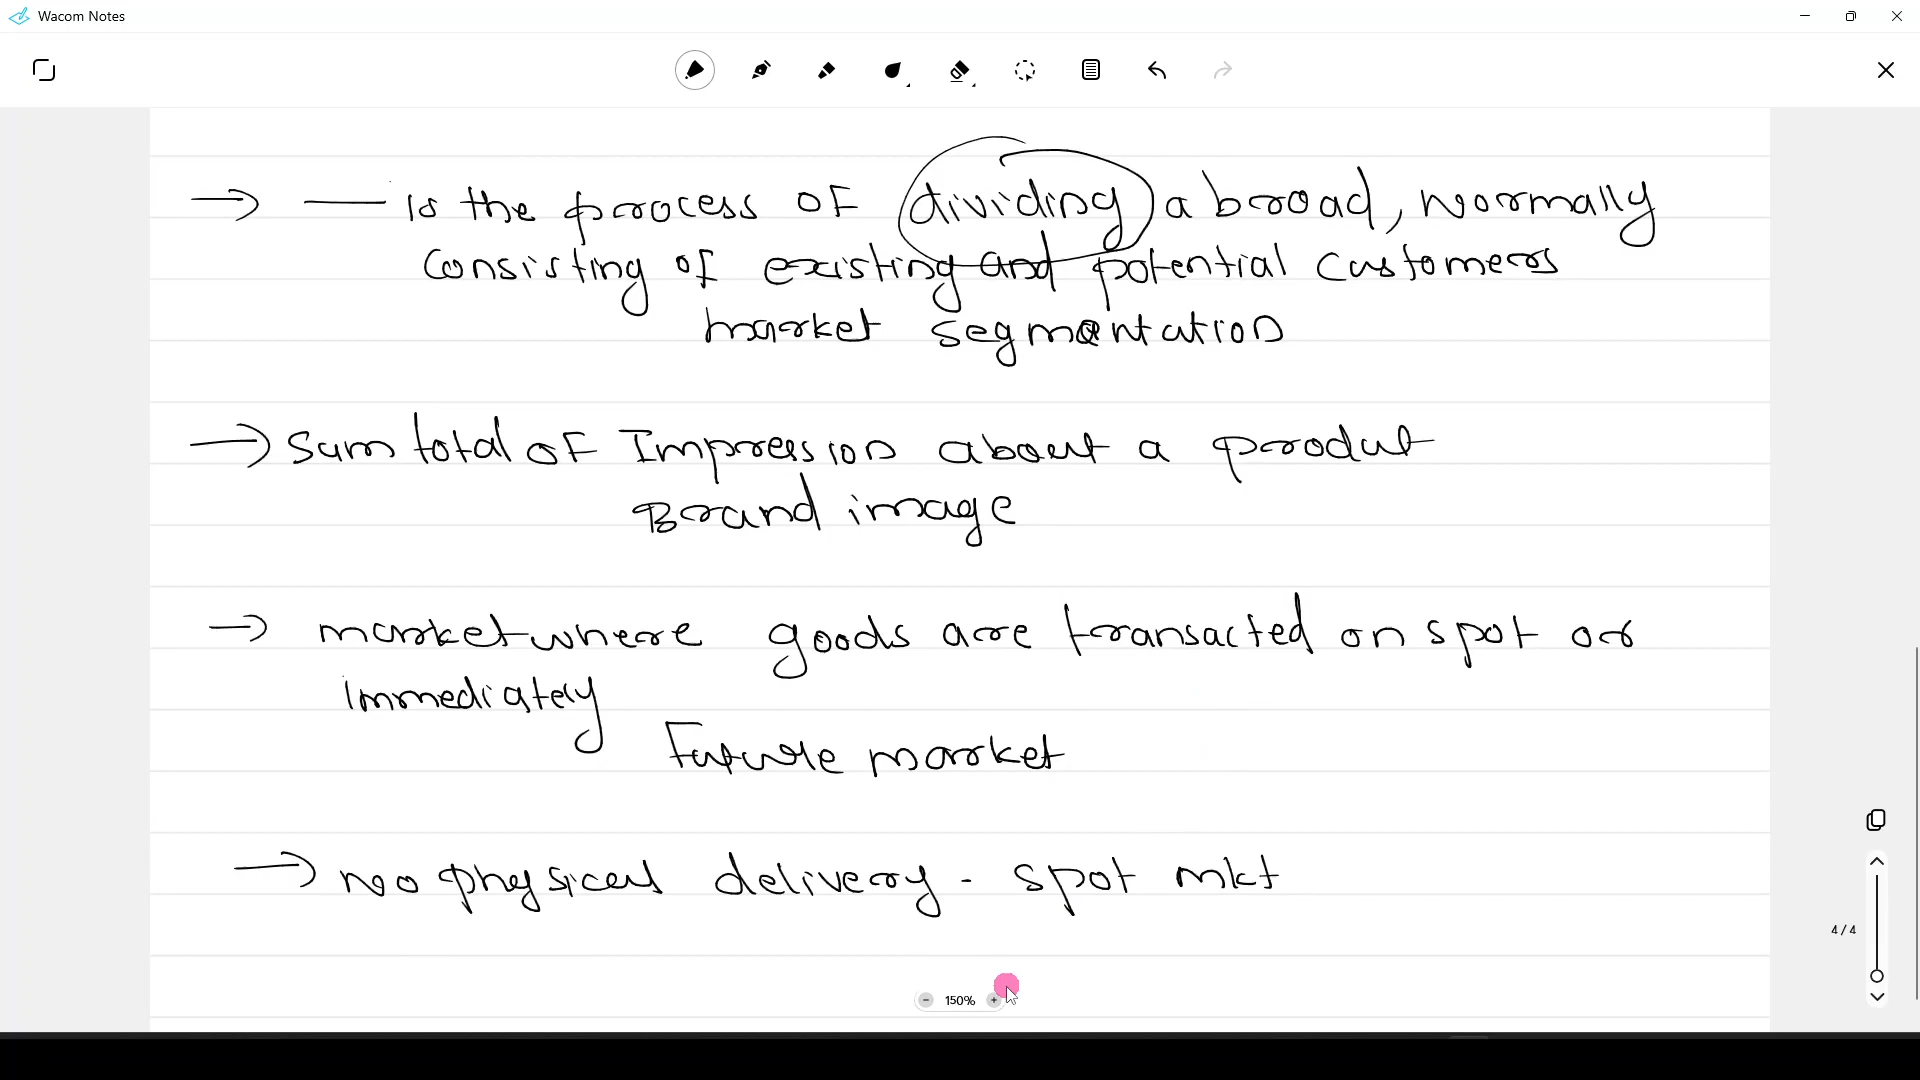 Wacom Notes
→ — is the process of dividing a broad, normally
consisting of existing and potential customers
market segmentation
→ sum total of Impression about a product
Brand image
→ market where goods are transacted on spot or
immediately
Future market
→ no physical delivery - spot mkt
4 / 4
150%